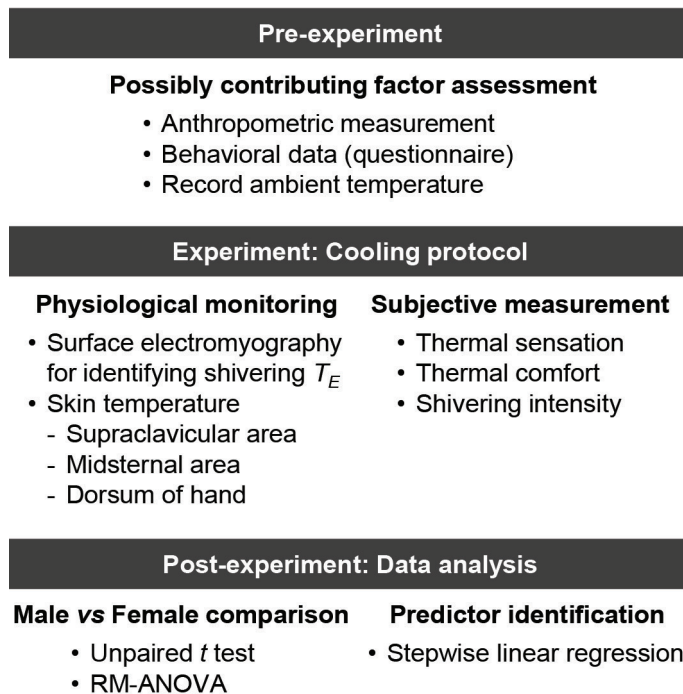 Pre-experiment
Possibly contributing factor assessment
• Anthropometric measurement
• Behavioral data (questionnaire)
• Record ambient temperature
Experiment: Cooling protocol
Physiological monitoring
• Surface electromyography
for identifying shivering T_E
• Skin temperature
- Supraclavicular area
- Midsternal area
- Dorsum of hand
Subjective measurement
• Thermal sensation
• Thermal comfort
• Shivering intensity
Post-experiment: Data analysis
Male vs Female comparison
• Unpaired t test
• RM-ANOVA
Predictor identification
• Stepwise linear regression